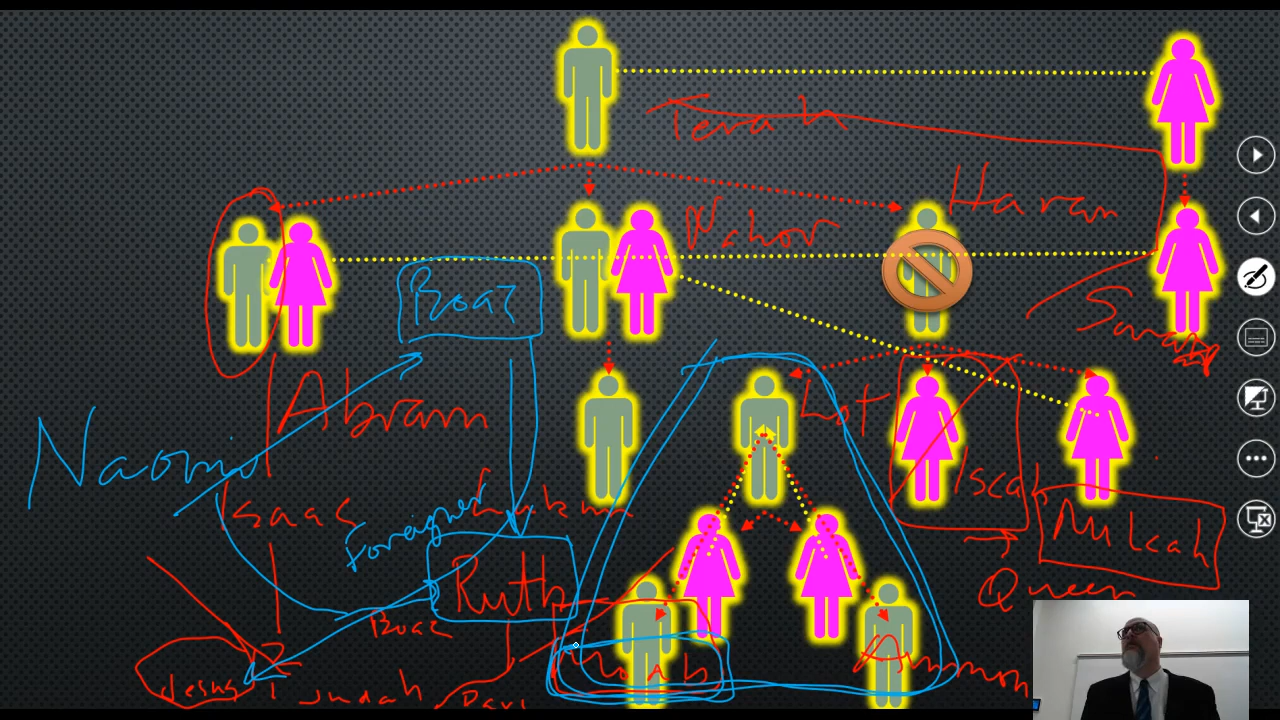 Terah
Haran
Nahor
Boaz
Sarah
Abram
Lot
Naomi
Iscah
Milcah
Isaac
Foreigner
Ruth
Queen
Boaz
Moab
Ammon
Jesus
Judah